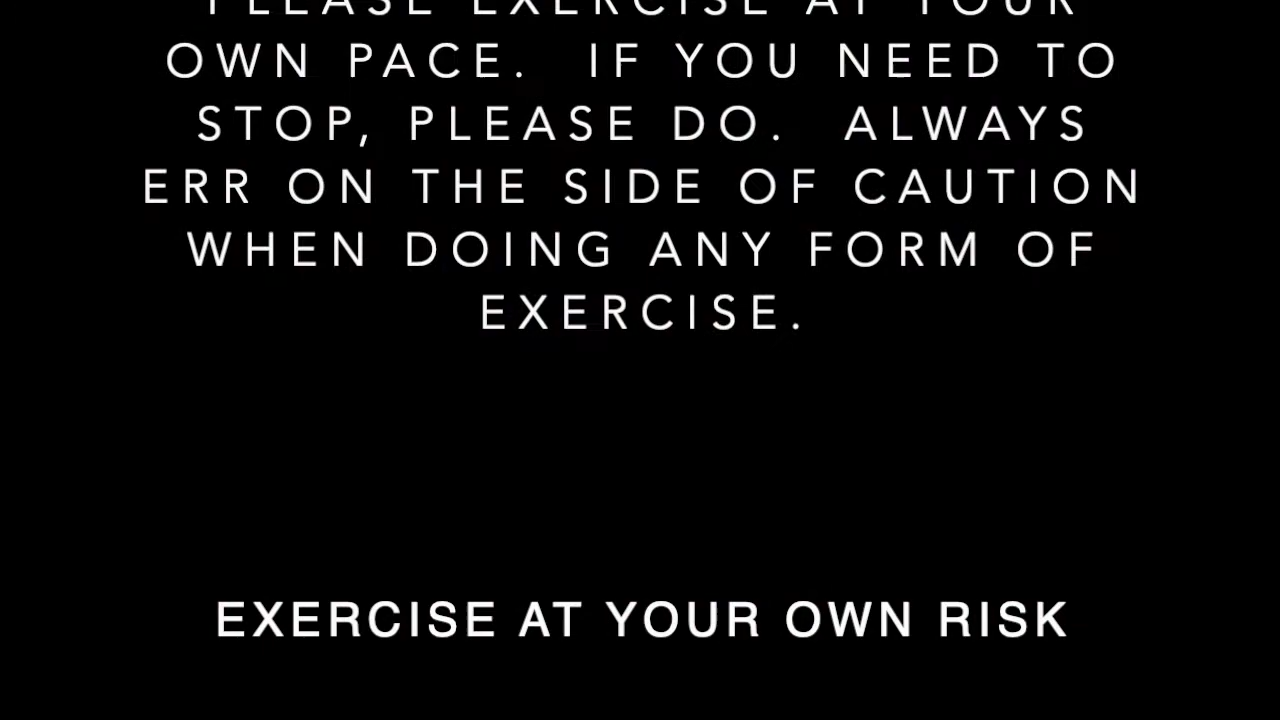 PLEASE EXERCISE AT YOUR
OWN PACE. IF YOU NEED TO
STOP, PLEASE DO. ALWAYS
ERR ON THE SIDE OF CAUTION
WHEN DOING ANY FORM OF
EXERCISE.
EXERCISE AT YOUR OWN RISK